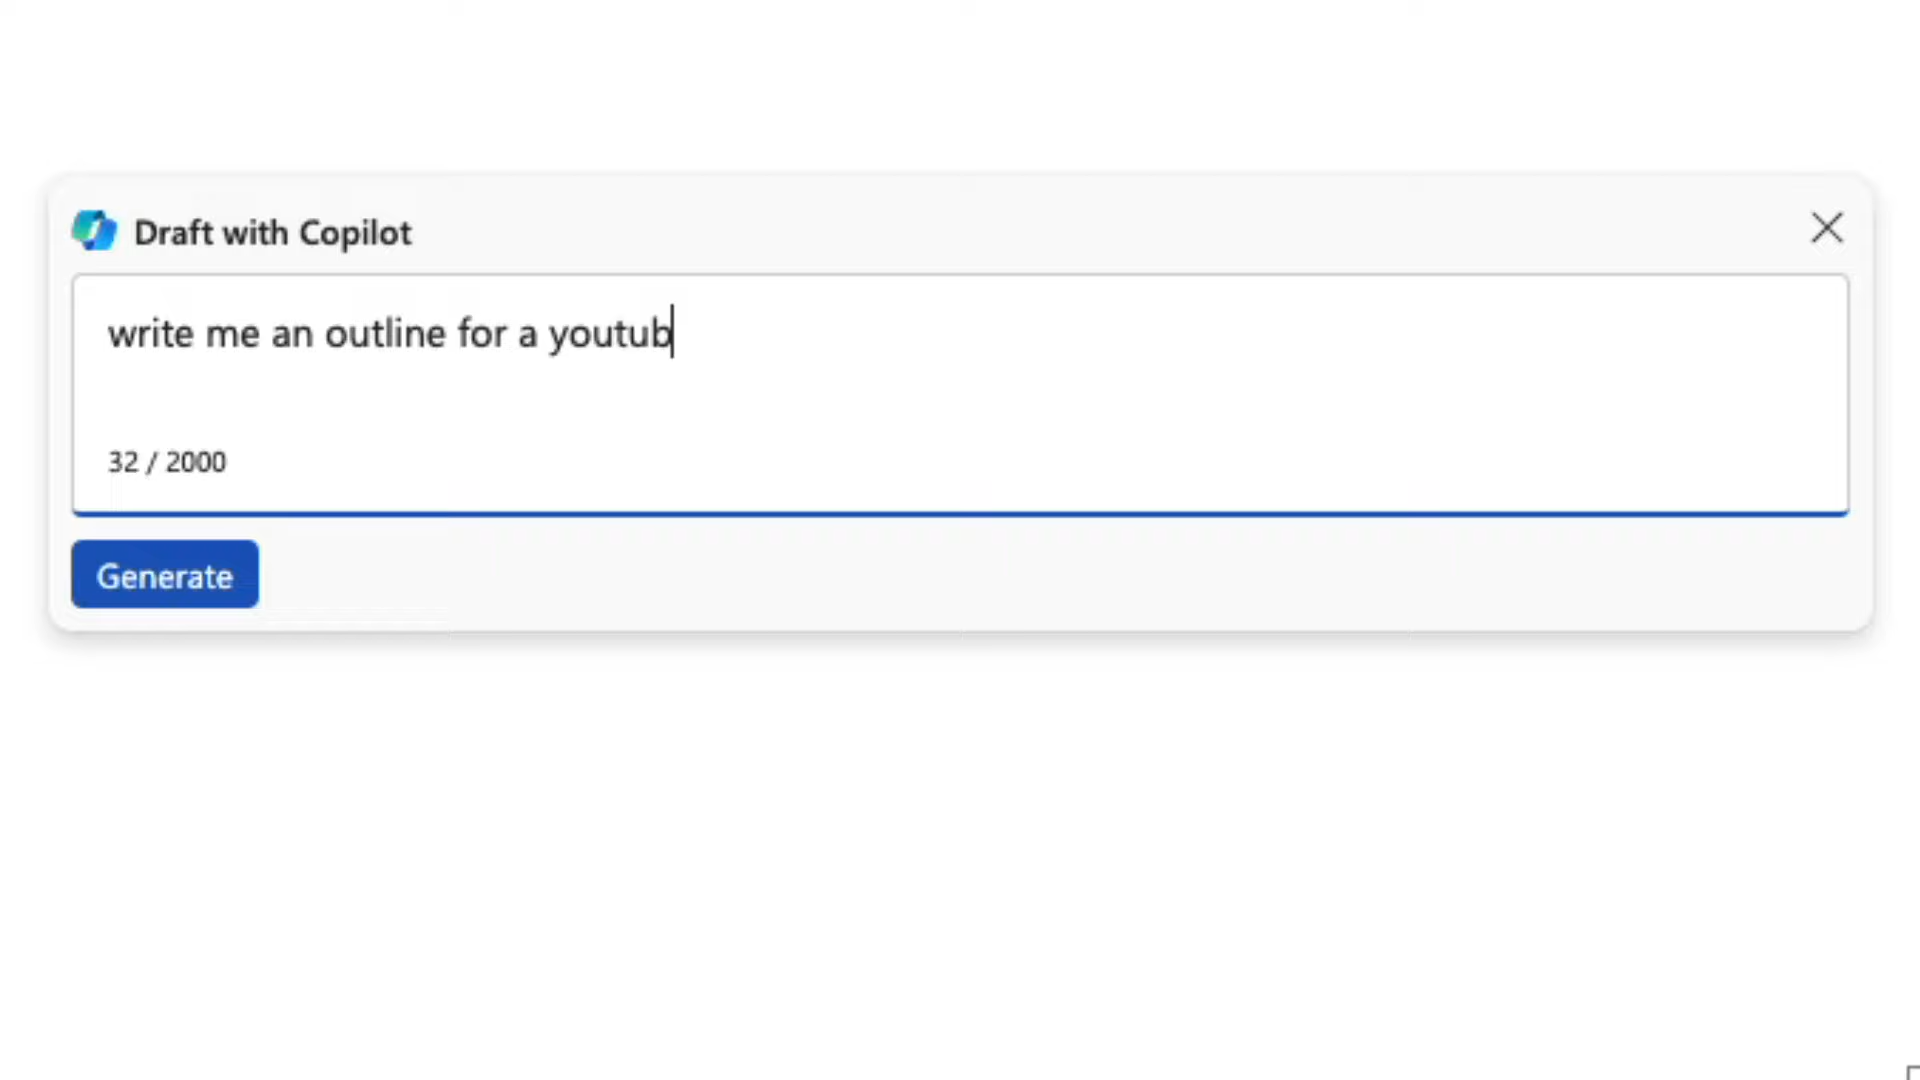 Draft with Copilot
write me an outline for a youtub
32 / 2000
Generate